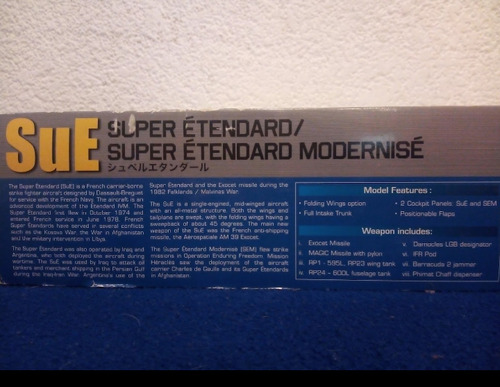 SuE SUPER ÉTENDARD/
SUPER ÉTENDARD MODERNISÉ
シュペルエタンダール
The Super Étendard (SuE) is a French carrier-borne
strike fighter aircraft designed by Dassault-Breguet
for service with the French Navy. The aircraft is an
advanced development of the Étendard IVM. The
Super Étendard first flew in October 1974 and
entered French service in June 1978. French
Super Étendards have served in several conflicts
such as the Kosovo War, the War in Afghanistan
and the military intervention in Libya.
The Super Étendard was also operated by Iraq and
Argentina, who both deployed the aircraft during
wartime. The SuE was used by Iraq to attack oil
tankers and merchant shipping in the Persian Gulf
during the Iraq-Iran War. Argentina's use of the
Super Étendard and the Exocet missile during the
1982 Falklands / Malvinas War.
The SuE is a single-engined, mid-winged aircraft
with an all-metal structure. Both the wings and
tailplans are swept, with the folding wings having a
sweepback of about 45 degrees. The main new
weapon of the SuE was the French anti-shipping
missile, the Aérospatiale AM 39 Exocet.
The Super Étendard Modernisé (SEM) flew strike
missions in Operation Enduring Freedom. Mission
Héraclès saw the deployment of the aircraft
carrier Charles de Gaulle and its Super Étendards
in Afghanistan.
Model Features :
• Folding Wings option
• Full Intake Trunk
• 2 Cockpit Panels: SuE and SEM
• Positionable Flaps
Weapon includes:
i. Exocet Missile
ii. MAGIC Missile with pylon
iii. RP1 - 595L, RP23 wing tank
iv. RP24 - 600L fuselage tank
v. Damocles LGB designator
vi. IFR Pod
vii. Barracuda 2 jammer
viii. Phimat Chaff dispenser